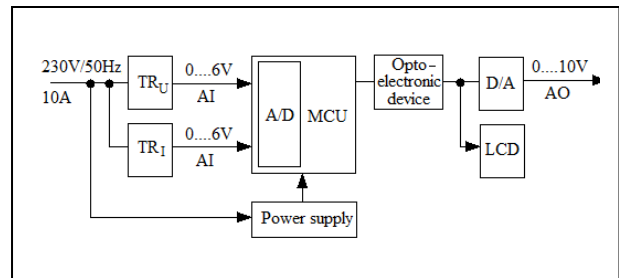 230V/50Hz
10A
TRU
0....6V
AI
TRI
0....6V
AI
A/D
MCU
Opto-
electronic
device
D/A
0....10V
AO
LCD
Power supply